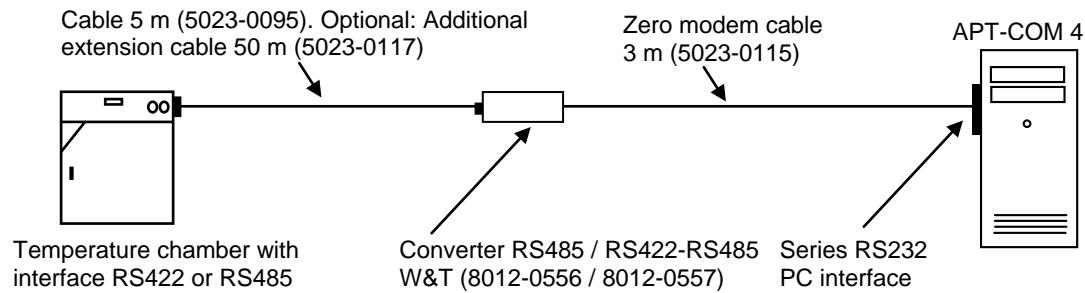 Cable 5 m (5023-0095). Optional: Additional
extension cable 50 m (5023-0117)
Zero modem cable
3 m (5023-0115)
APT-COM 4
Temperature chamber with
interface RS422 or RS485
Converter RS485 / RS422-RS485
W&T (8012-0556 / 8012-0557)
Series RS232
PC interface